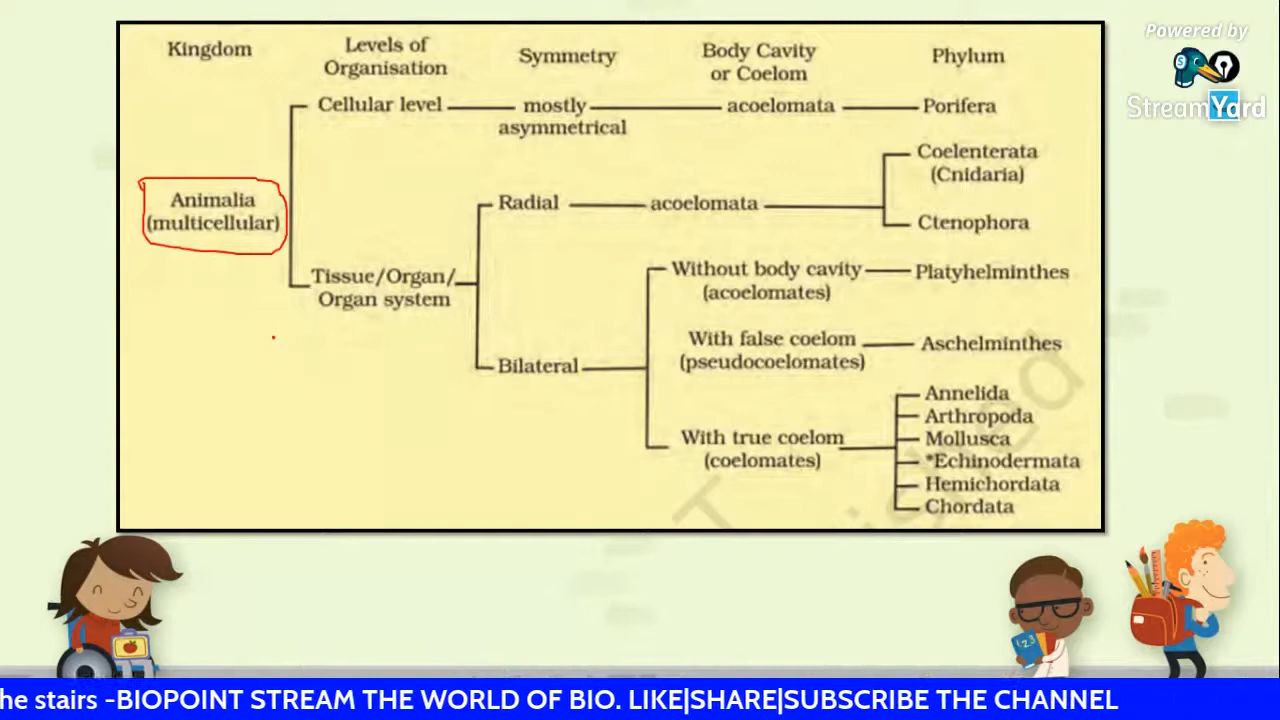 Powered by
StreamYard
Kingdom
Levels of
Organisation
Symmetry
Body Cavity
or Coelom
Phylum
Cellular level
mostly
asymmetrical
acoelomata
Porifera
Animalia
(multicellular)
Radial
acoelomata
Coelenterata
(Cnidaria)
Ctenophora
Tissue/Organ/
Organ system
Bilateral
Without body cavity
(acoelomates)
Platyhelminthes
With false coelom
(pseudocoelomates)
Aschelminthes
With true coelom
(coelomates)
Annelida
Arthropoda
Mollusca
*Echinodermata
Hemichordata
Chordata
123
he stairs -BIOPOINT STREAM THE WORLD OF BIO. LIKE|SHARE|SUBSCRIBE THE CHANNEL